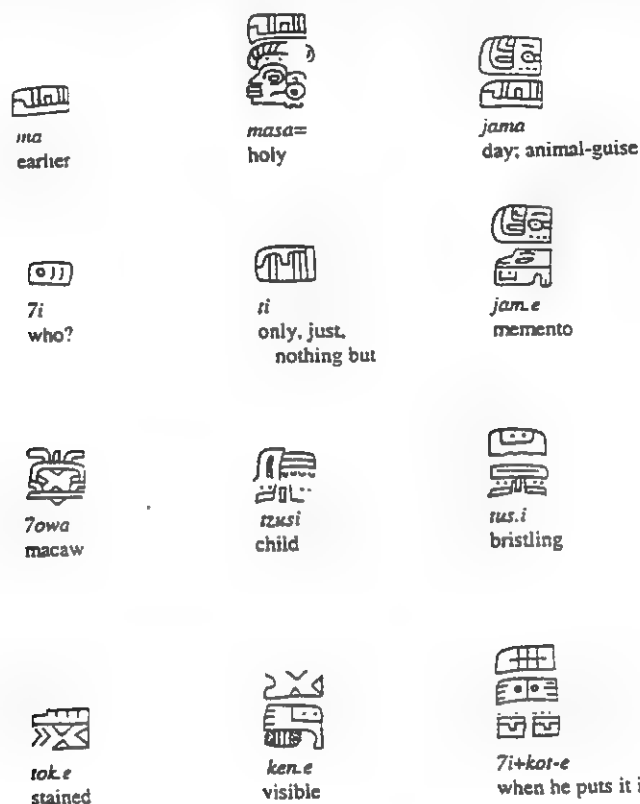 ma
earlier
masa=
holy
jama
day; animal-guise
7i
who?
ti
only, just,
nothing but
jam.e
memento
7owa
macaw
tzusi
child
tus.i
bristling
tok.e
stained
ken.e
visible
7i+kot-e
when he puts it i